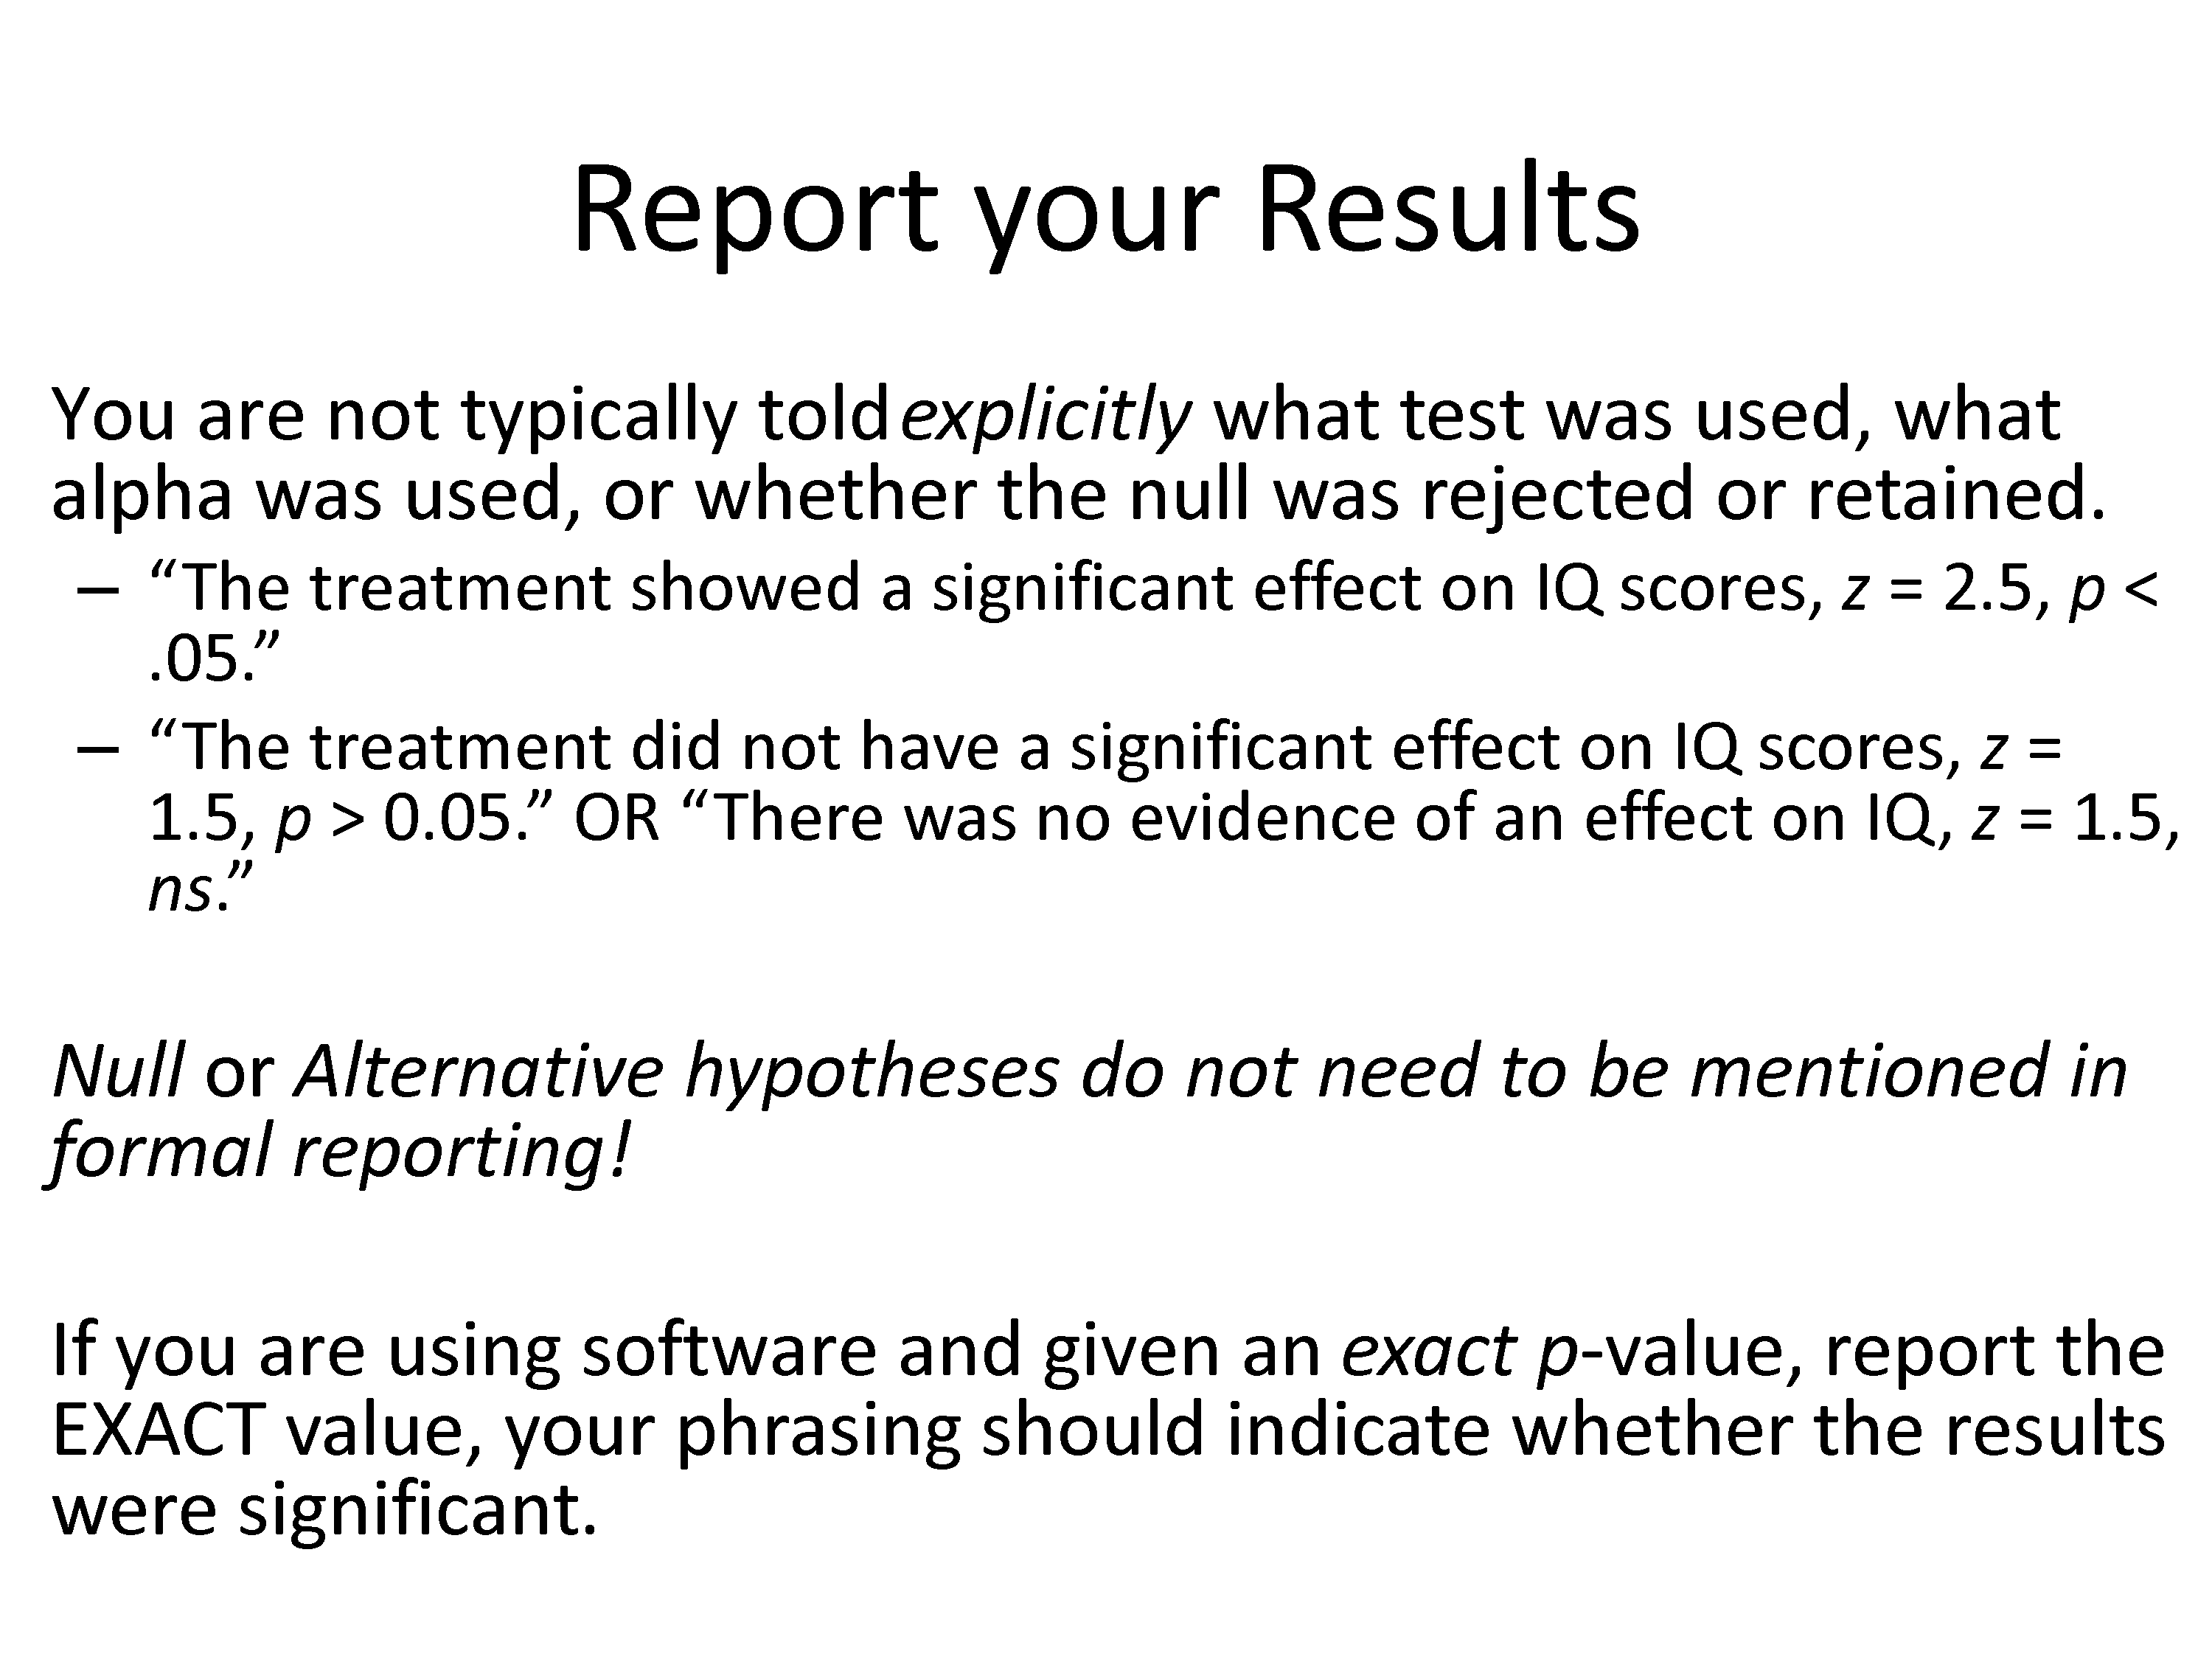 Report your Results
You are not typically told explicitly what test was used, what
alpha was used, or whether the null was rejected or retained.
– “The treatment showed a significant effect on IQ scores, z = 2.5, p <
.05.”
– “The treatment did not have a significant effect on IQ scores, z =
1.5, p > 0.05.” OR “There was no evidence of an effect on IQ, z = 1.5,
ns.”
Null or Alternative hypotheses do not need to be mentioned in
formal reporting!
If you are using software and given an exact p-value, report the
EXACT value, your phrasing should indicate whether the results
were significant.